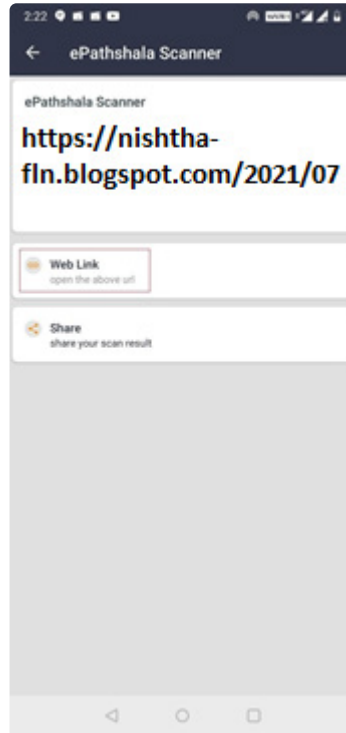 2:22
ePathshala Scanner
ePathshala Scanner
https://nishtha-
fln.blogspot.com/2021/07
Web Link
open the above url
Share
share your scan result